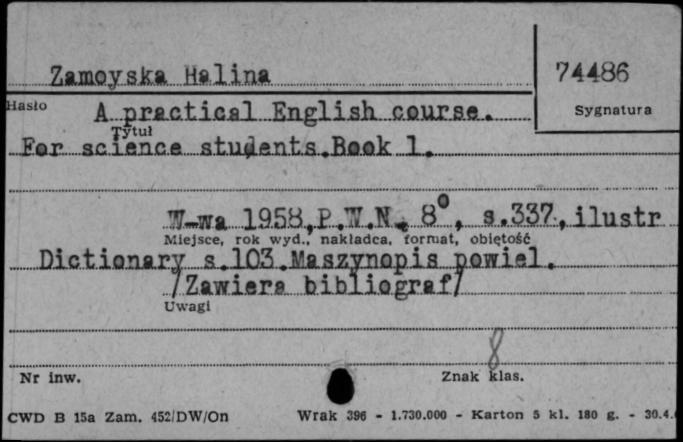 Zamoyska Halina
74486
Hasło
A practical English course.
Sygnatura
Tytuł
For science students.Book 1.
W-wa 1958,P.W.N., 8°, s.337.,ilustr
Miejsce, rok wyd., nakładca, format, objętość
Dictionary s.103.Maszynopis powiel.
/Zawiera bibliograf/
Uwagi
8
Nr inw.
Znak klas.
CWD B 15a Zam. 452/DW/On
Wrak 396 - 1.730.000 - Karton 5 kl. 180 g. - 30.4.